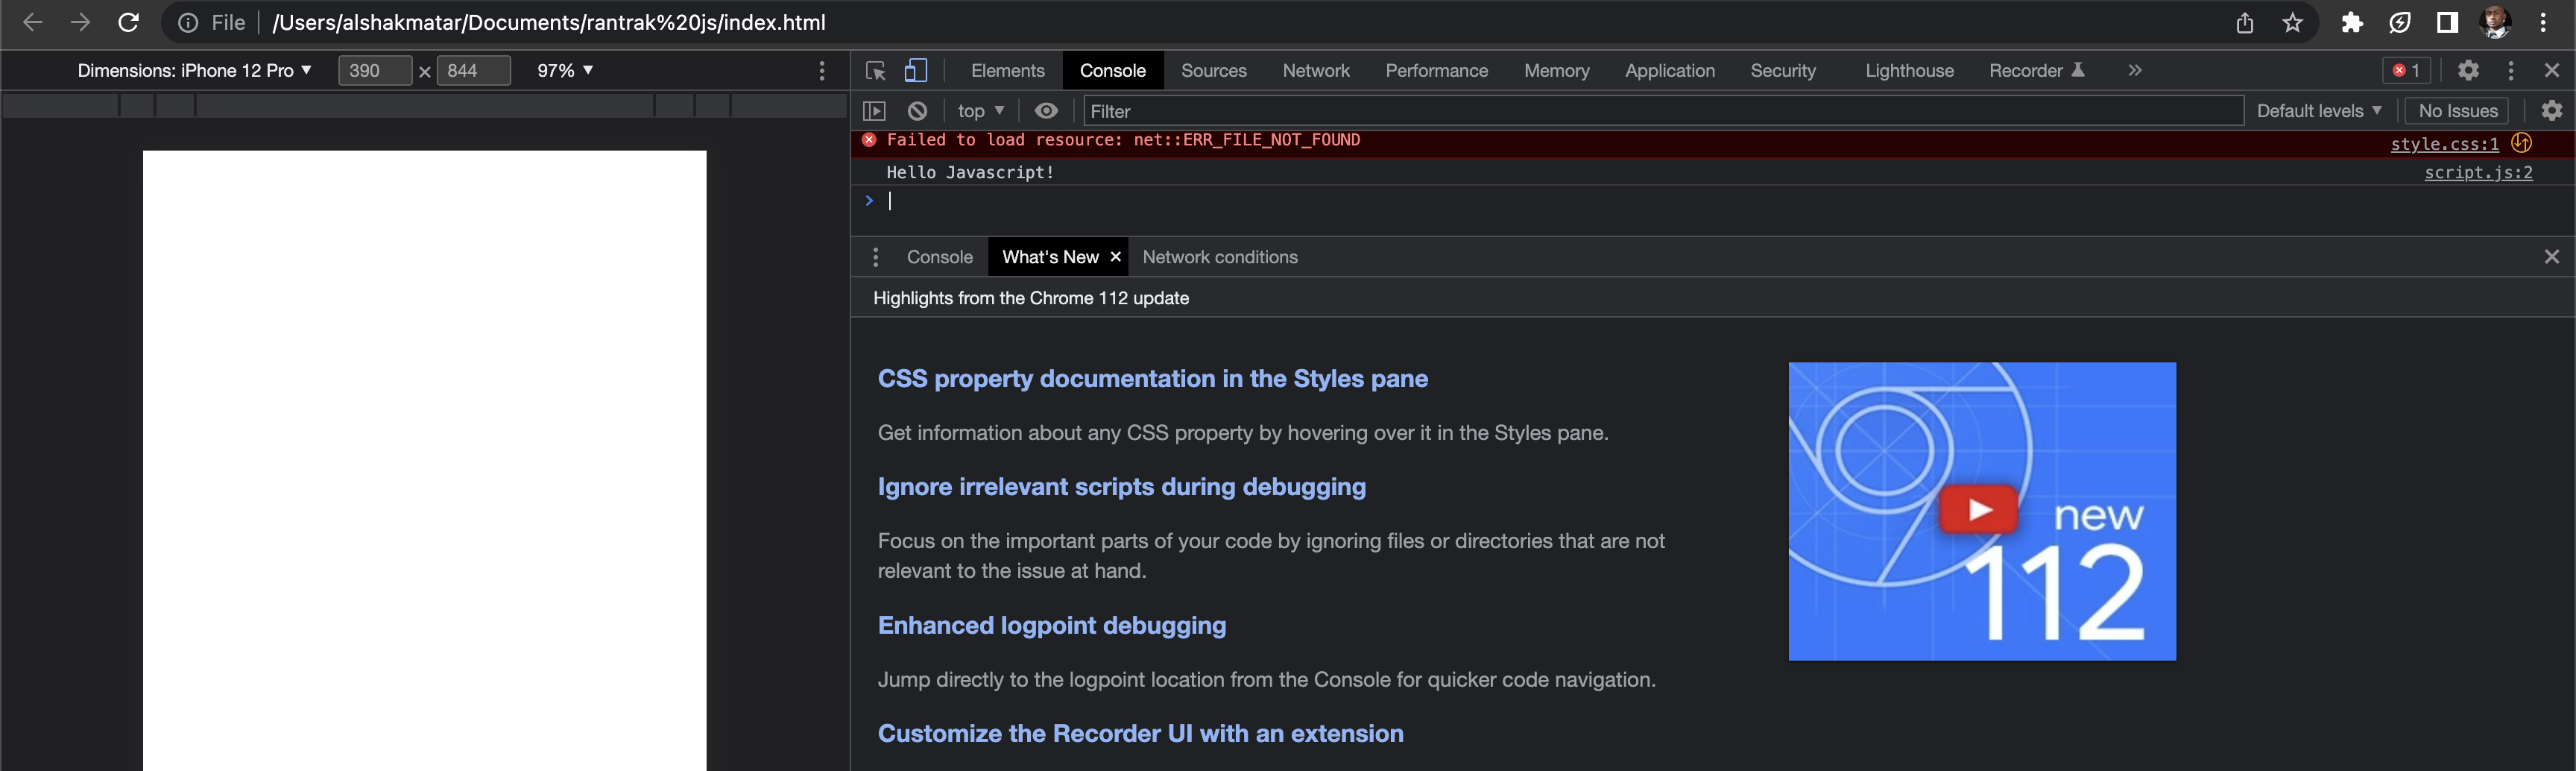 File /Users/alshakmatar/Documents/rantrak%20js/index.html
Dimensions: iPhone 12 Pro ▼ 390 × 844 97% ▼
Elements Console Sources Network Performance Memory Application Security Lighthouse Recorder » 1
top ▼ Filter Default levels ▼ No Issues
Failed to load resource: net::ERR_FILE_NOT_FOUND style.css:1
Hello Javascript! script.js:2
>
Console What's New × Network conditions
Highlights from the Chrome 112 update
CSS property documentation in the Styles pane
Get information about any CSS property by hovering over it in the Styles pane.
Ignore irrelevant scripts during debugging
Focus on the important parts of your code by ignoring files or directories that are not
relevant to the issue at hand.
Enhanced logpoint debugging
Jump directly to the logpoint location from the Console for quicker code navigation.
Customize the Recorder UI with an extension
new
112